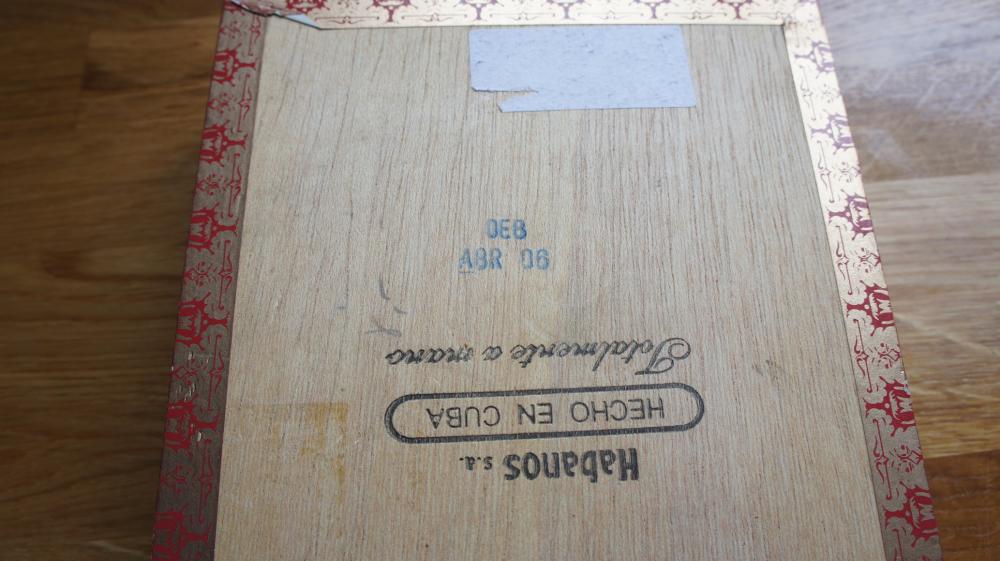 OEB
ABR 06
Habanos s.a.
HECHO EN CUBA
Totalmente a mano